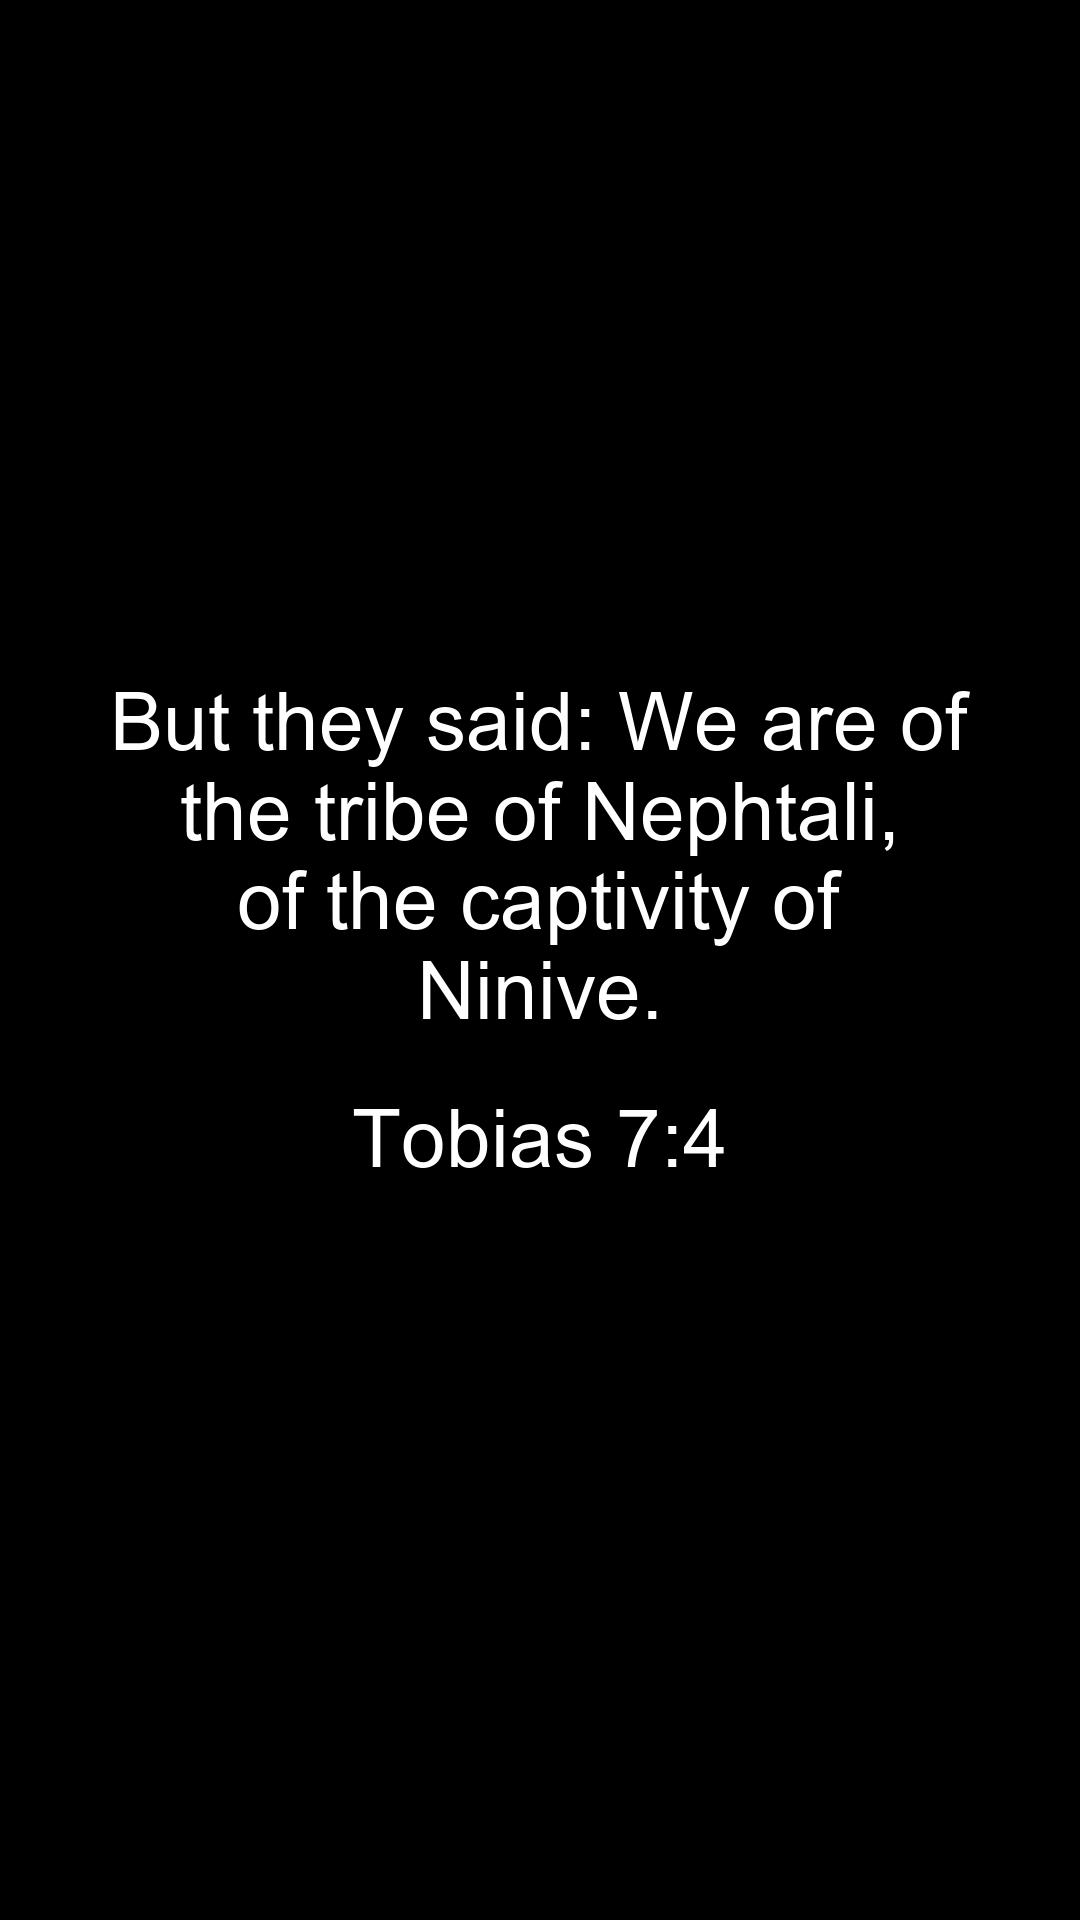 But they said: We are of
the tribe of Nephtali,
of the captivity of
Ninive.
Tobias 7:4